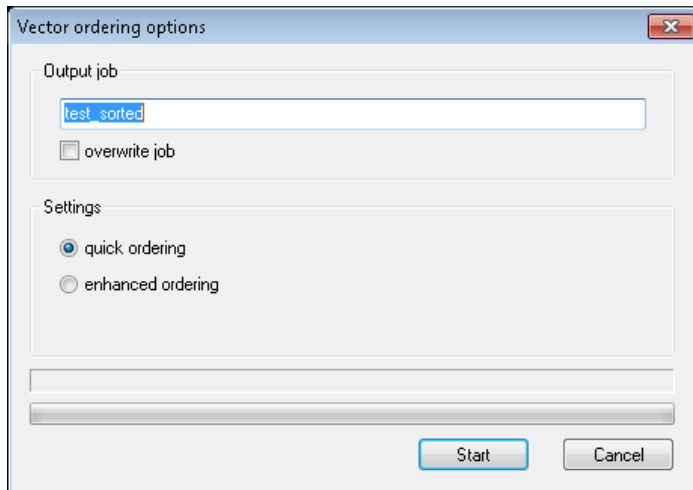 Vector ordering options
Output job
test_sorted
overwrite job
Settings
quick ordering
enhanced ordering
Start Cancel